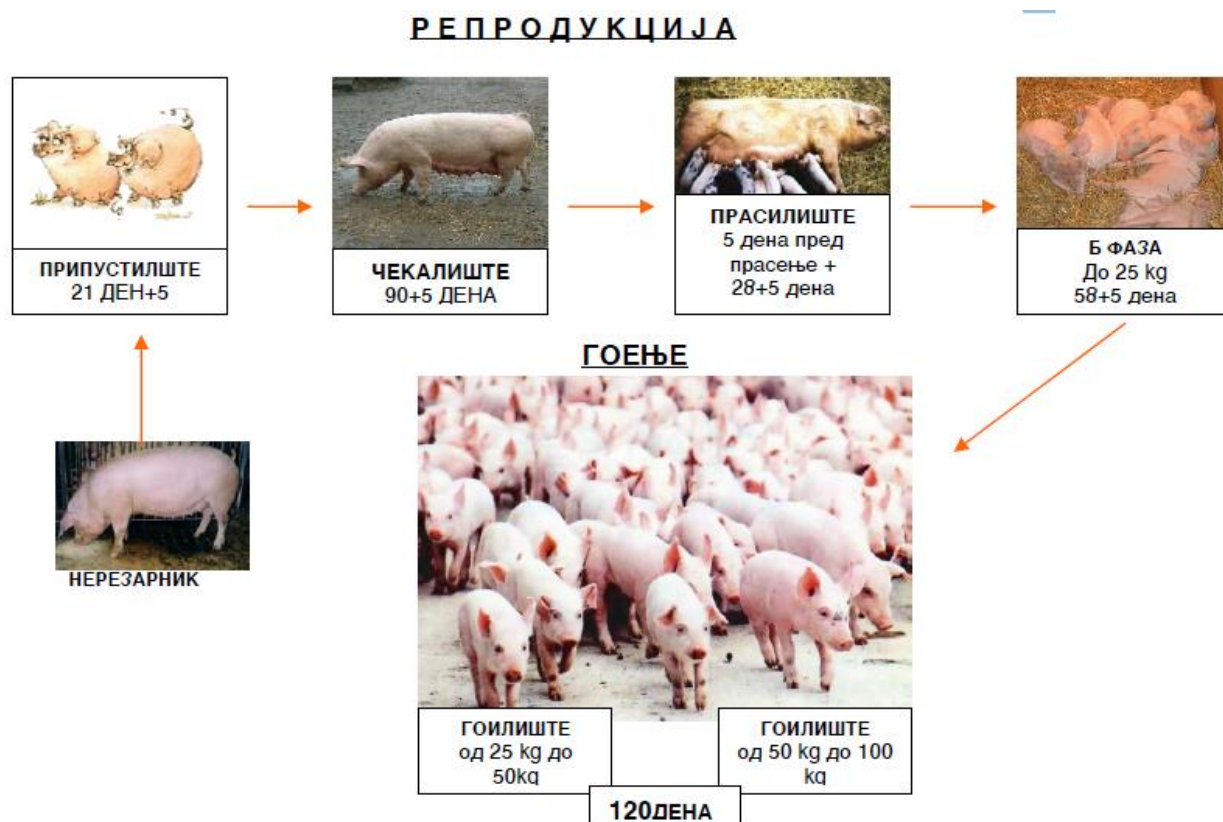 РЕПРОДУКЦИЈА
ПРИПУСТИЛШТЕ
21 ДЕН+5
ЧЕКАЛИШТЕ
90+5 ДЕНА
ПРАСИЛИШТЕ
5 дена пред
прасење +
28+5 дена
Б ФАЗА
До 25 kg
58+5 дена
НЕРЕЗАРНИК
ГОЕЊЕ
ГОИЛИШТЕ
од 25 kg до
50kg
ГОИЛИШТЕ
од 50 kg до 100
kg
120ДЕНА